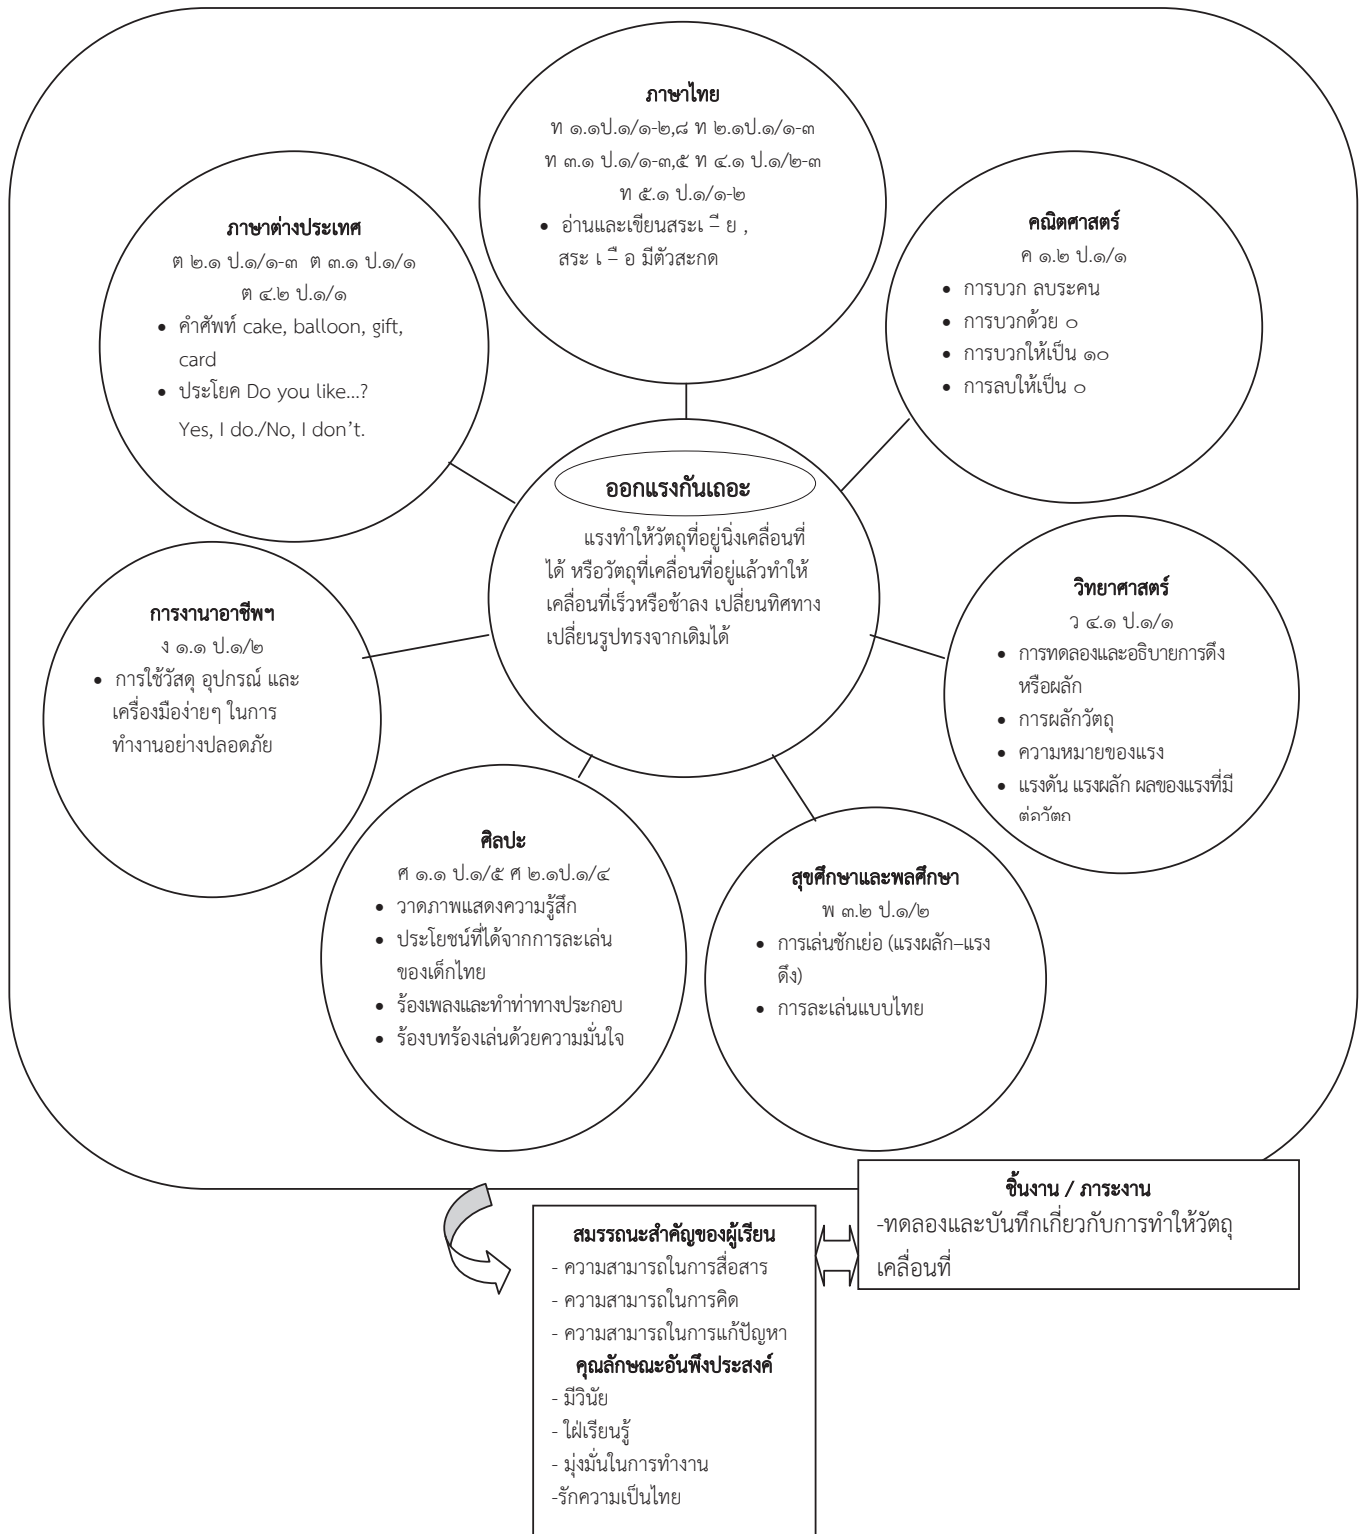 ภาษาไทย
ท ๑.๑ป.๑/๑-๒,๘ ท ๒.๑ป.๑/๑-๓
ท ๓.๑ ป.๑/๑-๓,๕ ท ๔.๑ ป.๑/๒-๓
ท ๕.๑ ป.๑/๑-๒
• อ่านและเขียนสระเ – ี ย ,
สระ เ – ื อ มีตัวสะกด
ภาษาต่างประเทศ
ต ๒.๑ ป.๑/๑-๓ ต ๓.๑ ป.๑/๑
ต ๔.๒ ป.๑/๑
• คำศัพท์ cake, balloon, gift,
card
• ประโยค Do you like...?
Yes, I do./No, I don’t.
คณิตศาสตร์
ค ๑.๒ ป.๑/๑
• การบวก ลบระคน
• การบวกด้วย ๐
• การบวกให้เป็น ๑๐
• การลบให้เป็น ๐
ออกแรงกันเถอะ
แรงทำให้วัตถุที่อยู่นิ่งเคลื่อนที่
ได้ หรือวัตถุที่เคลื่อนที่อยู่แล้วทำให้
เคลื่อนที่เร็วหรือช้าลง เปลี่ยนทิศทาง
เปลี่ยนรูปทรงจากเดิมได้
การงานาอาชีพฯ
ง ๑.๑ ป.๑/๒
• การใช้วัสดุ อุปกรณ์ และ
เครื่องมือง่ายๆ ในการ
ทำงานอย่างปลอดภัย
วิทยาศาสตร์
ว ๔.๑ ป.๑/๑
• การทดลองและอธิบายการดึง
หรือผลัก
• การผลักวัตถุ
• ความหมายของแรง
• แรงดัน แรงผลัก ผลของแรงที่มี
ต่อวัตถุ
ศิลปะ
ศ ๑.๑ ป.๑/๕ ศ ๒.๑ป.๑/๔
• วาดภาพแสดงความรู้สึก
• ประโยชน์ที่ได้จากการละเล่น
ของเด็กไทย
• ร้องเพลงและทำท่าทางประกอบ
• ร้องบทร้องเล่นด้วยความมั่นใจ
สุขศึกษาและพลศึกษา
พ ๓.๒ ป.๑/๒
• การเล่นชักเย่อ (แรงผลัก–แรง
ดึง)
• การละเล่นแบบไทย
ชิ้นงาน / ภาระงาน
-ทดลองและบันทึกเกี่ยวกับการทำให้วัตถุ
เคลื่อนที่
สมรรถนะสำคัญของผู้เรียน
- ความสามารถในการสื่อสาร
- ความสามารถในการคิด
- ความสามารถในการแก้ปัญหา
คุณลักษณะอันพึงประสงค์
- มีวินัย
- ใฝ่เรียนรู้
- มุ่งมั่นในการทำงาน
-รักความเป็นไทย